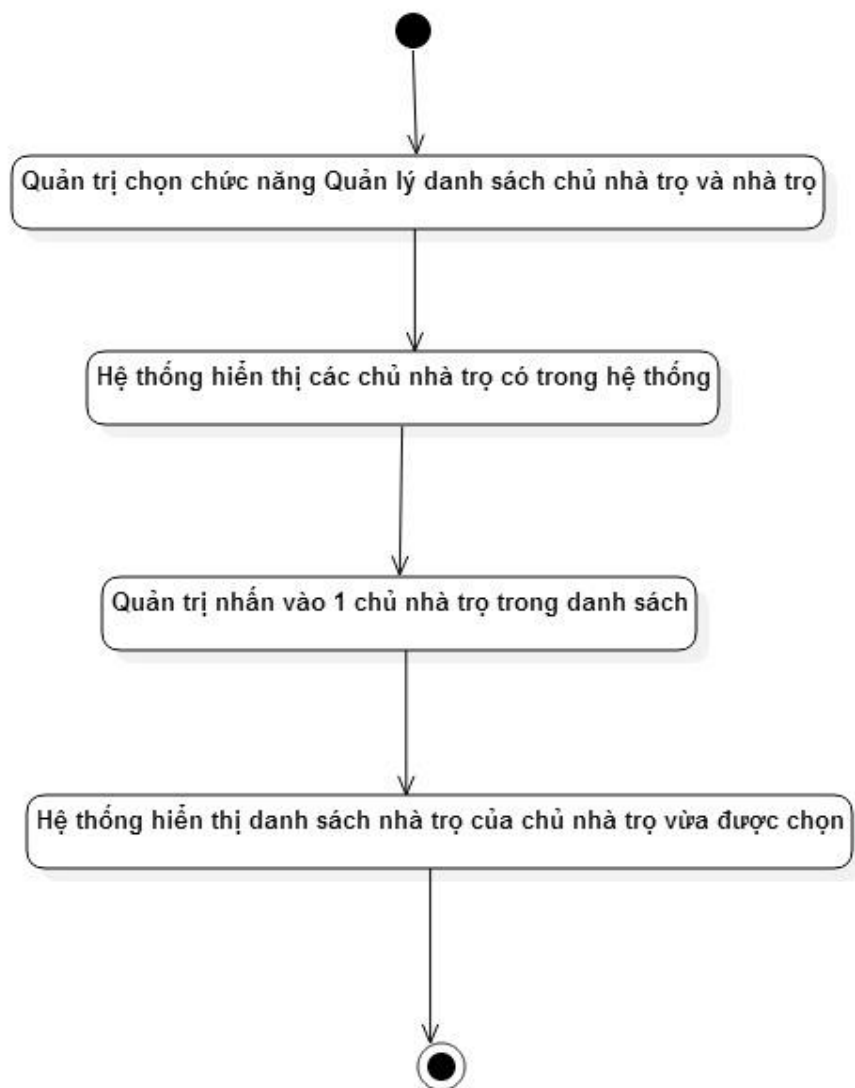 Quản trị chọn chức năng Quản lý danh sách chủ nhà trọ và nhà trọ
Hệ thống hiển thị các chủ nhà trọ có trong hệ thống
Quản trị nhấn vào 1 chủ nhà trọ trong danh sách
Hệ thống hiển thị danh sách nhà trọ của chủ nhà trọ vừa được chọn